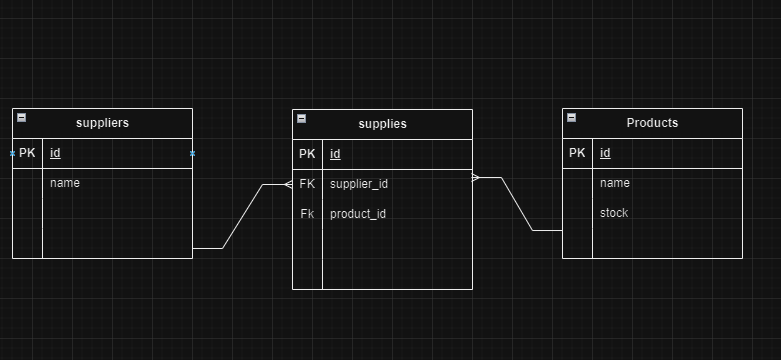 suppliers
PK id
name
supplies
PK id
FK supplier_id
Fk product_id
Products
PK id
name
stock